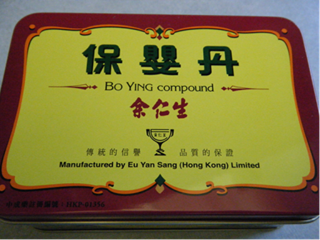 保嬰丹
BO YING compound
余仁生
傳統的信譽 品質的保證
Manufactured by Eu Yan Sang (Hong Kong) Limited